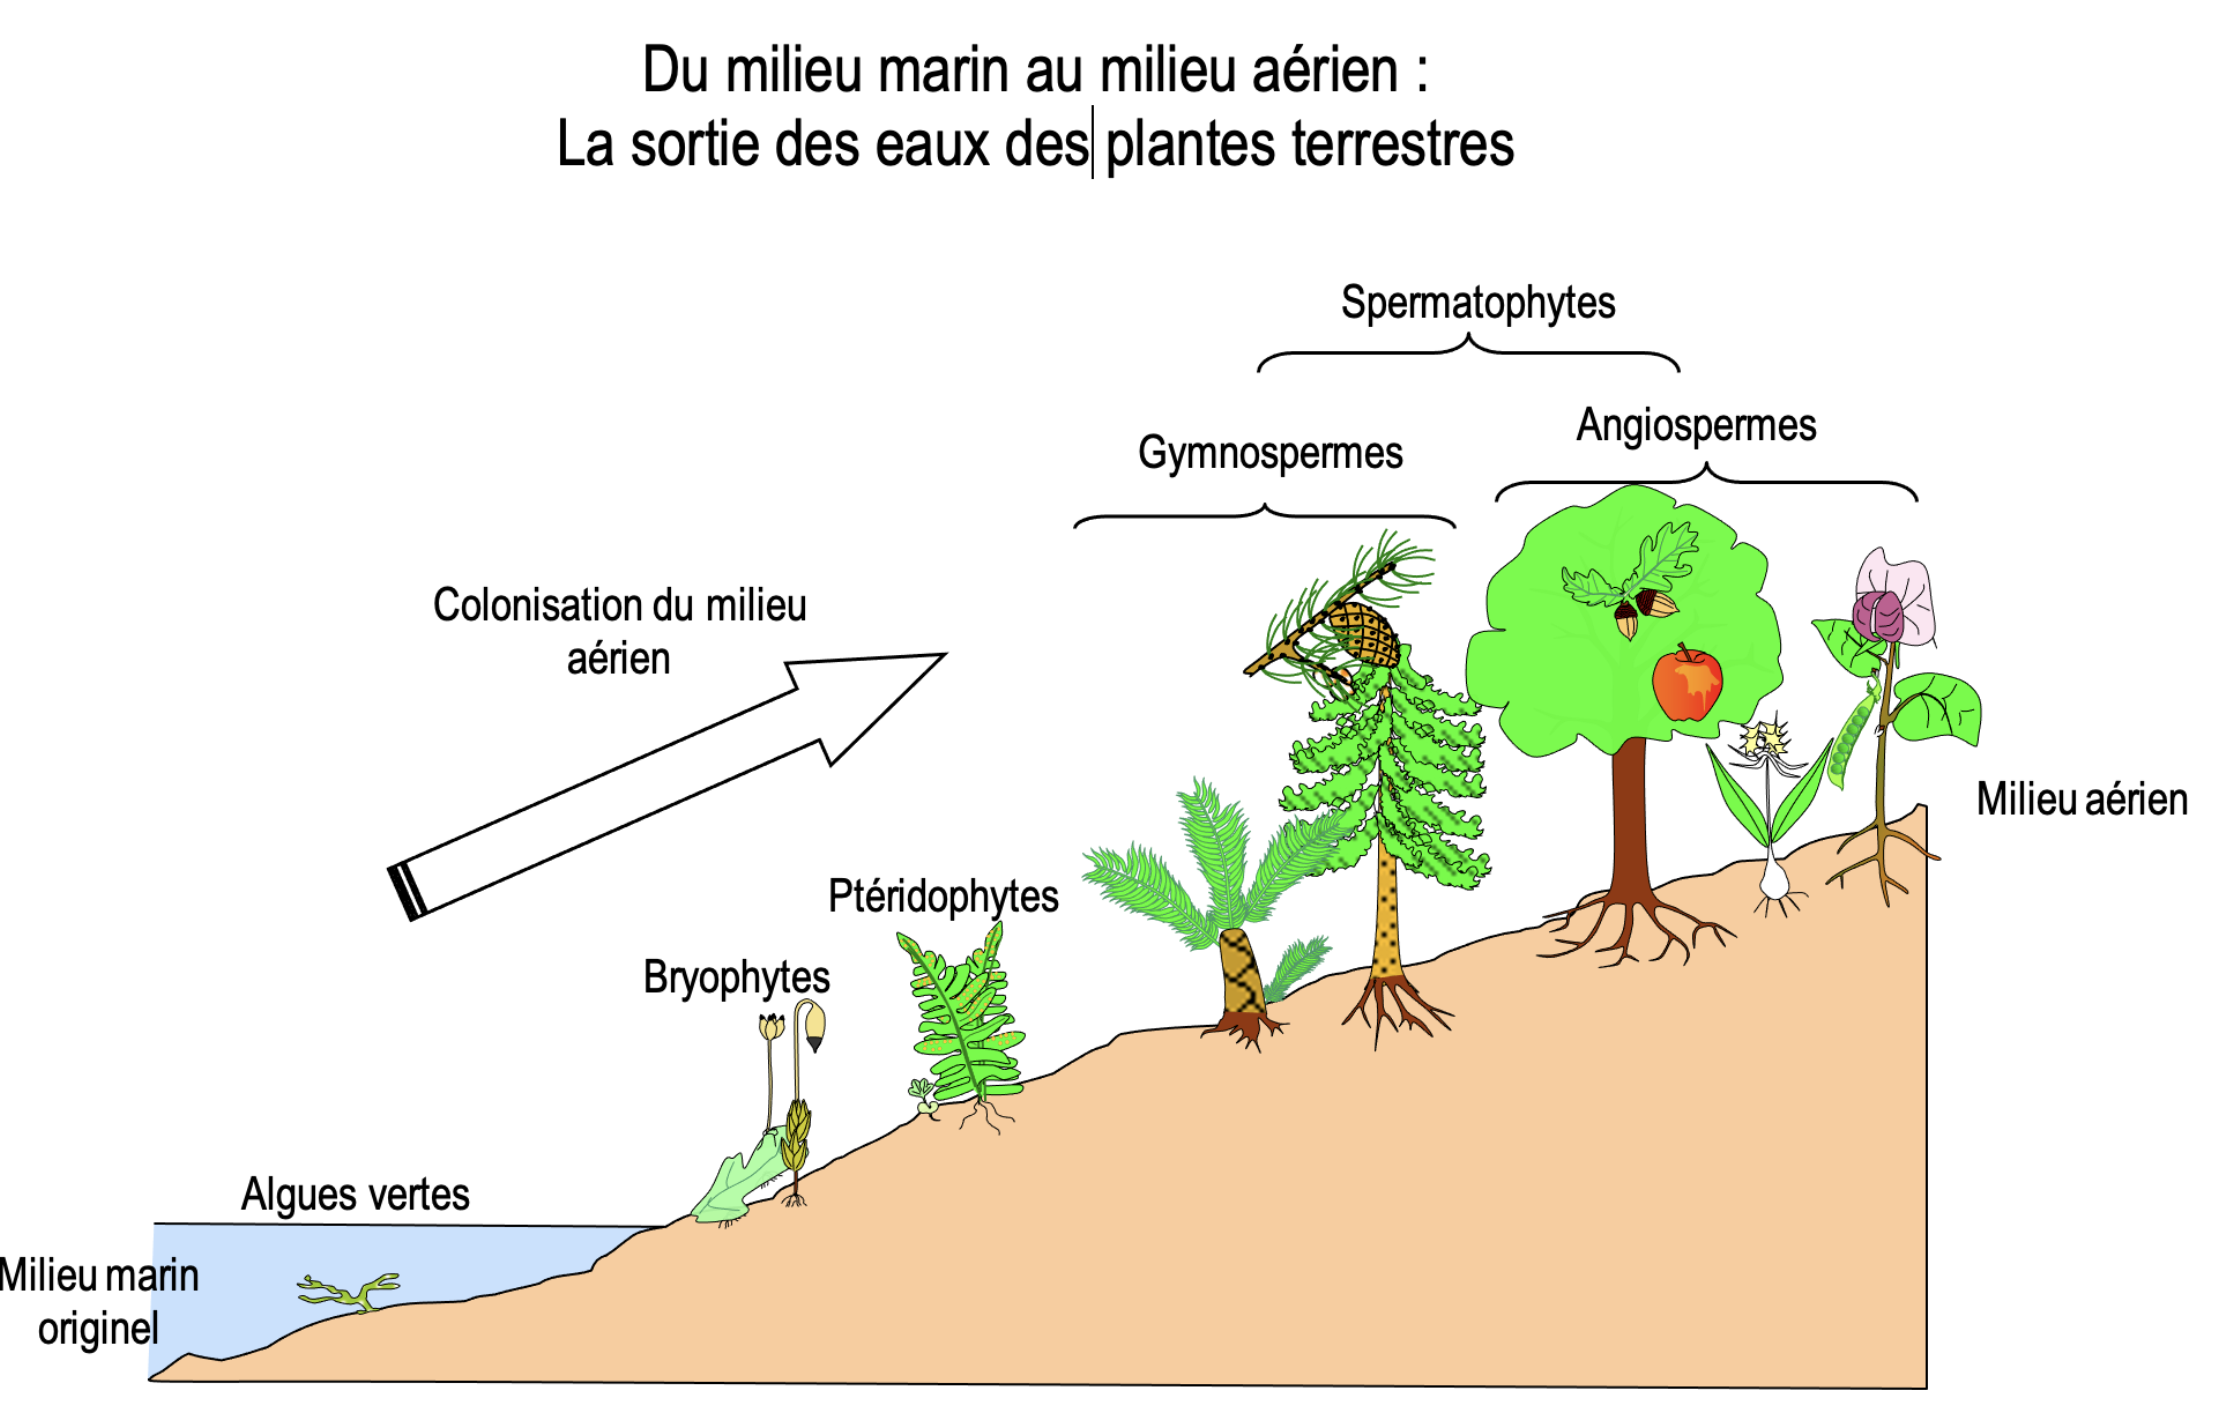 Du milieu marin au milieu aérien :
La sortie des eaux des plantes terrestres
Spermatophytes
Angiospermes
Gymnospermes
Colonisation du milieu
aérien
Milieu aérien
Ptéridophytes
Bryophytes
Algues vertes
Milieu marin
originel